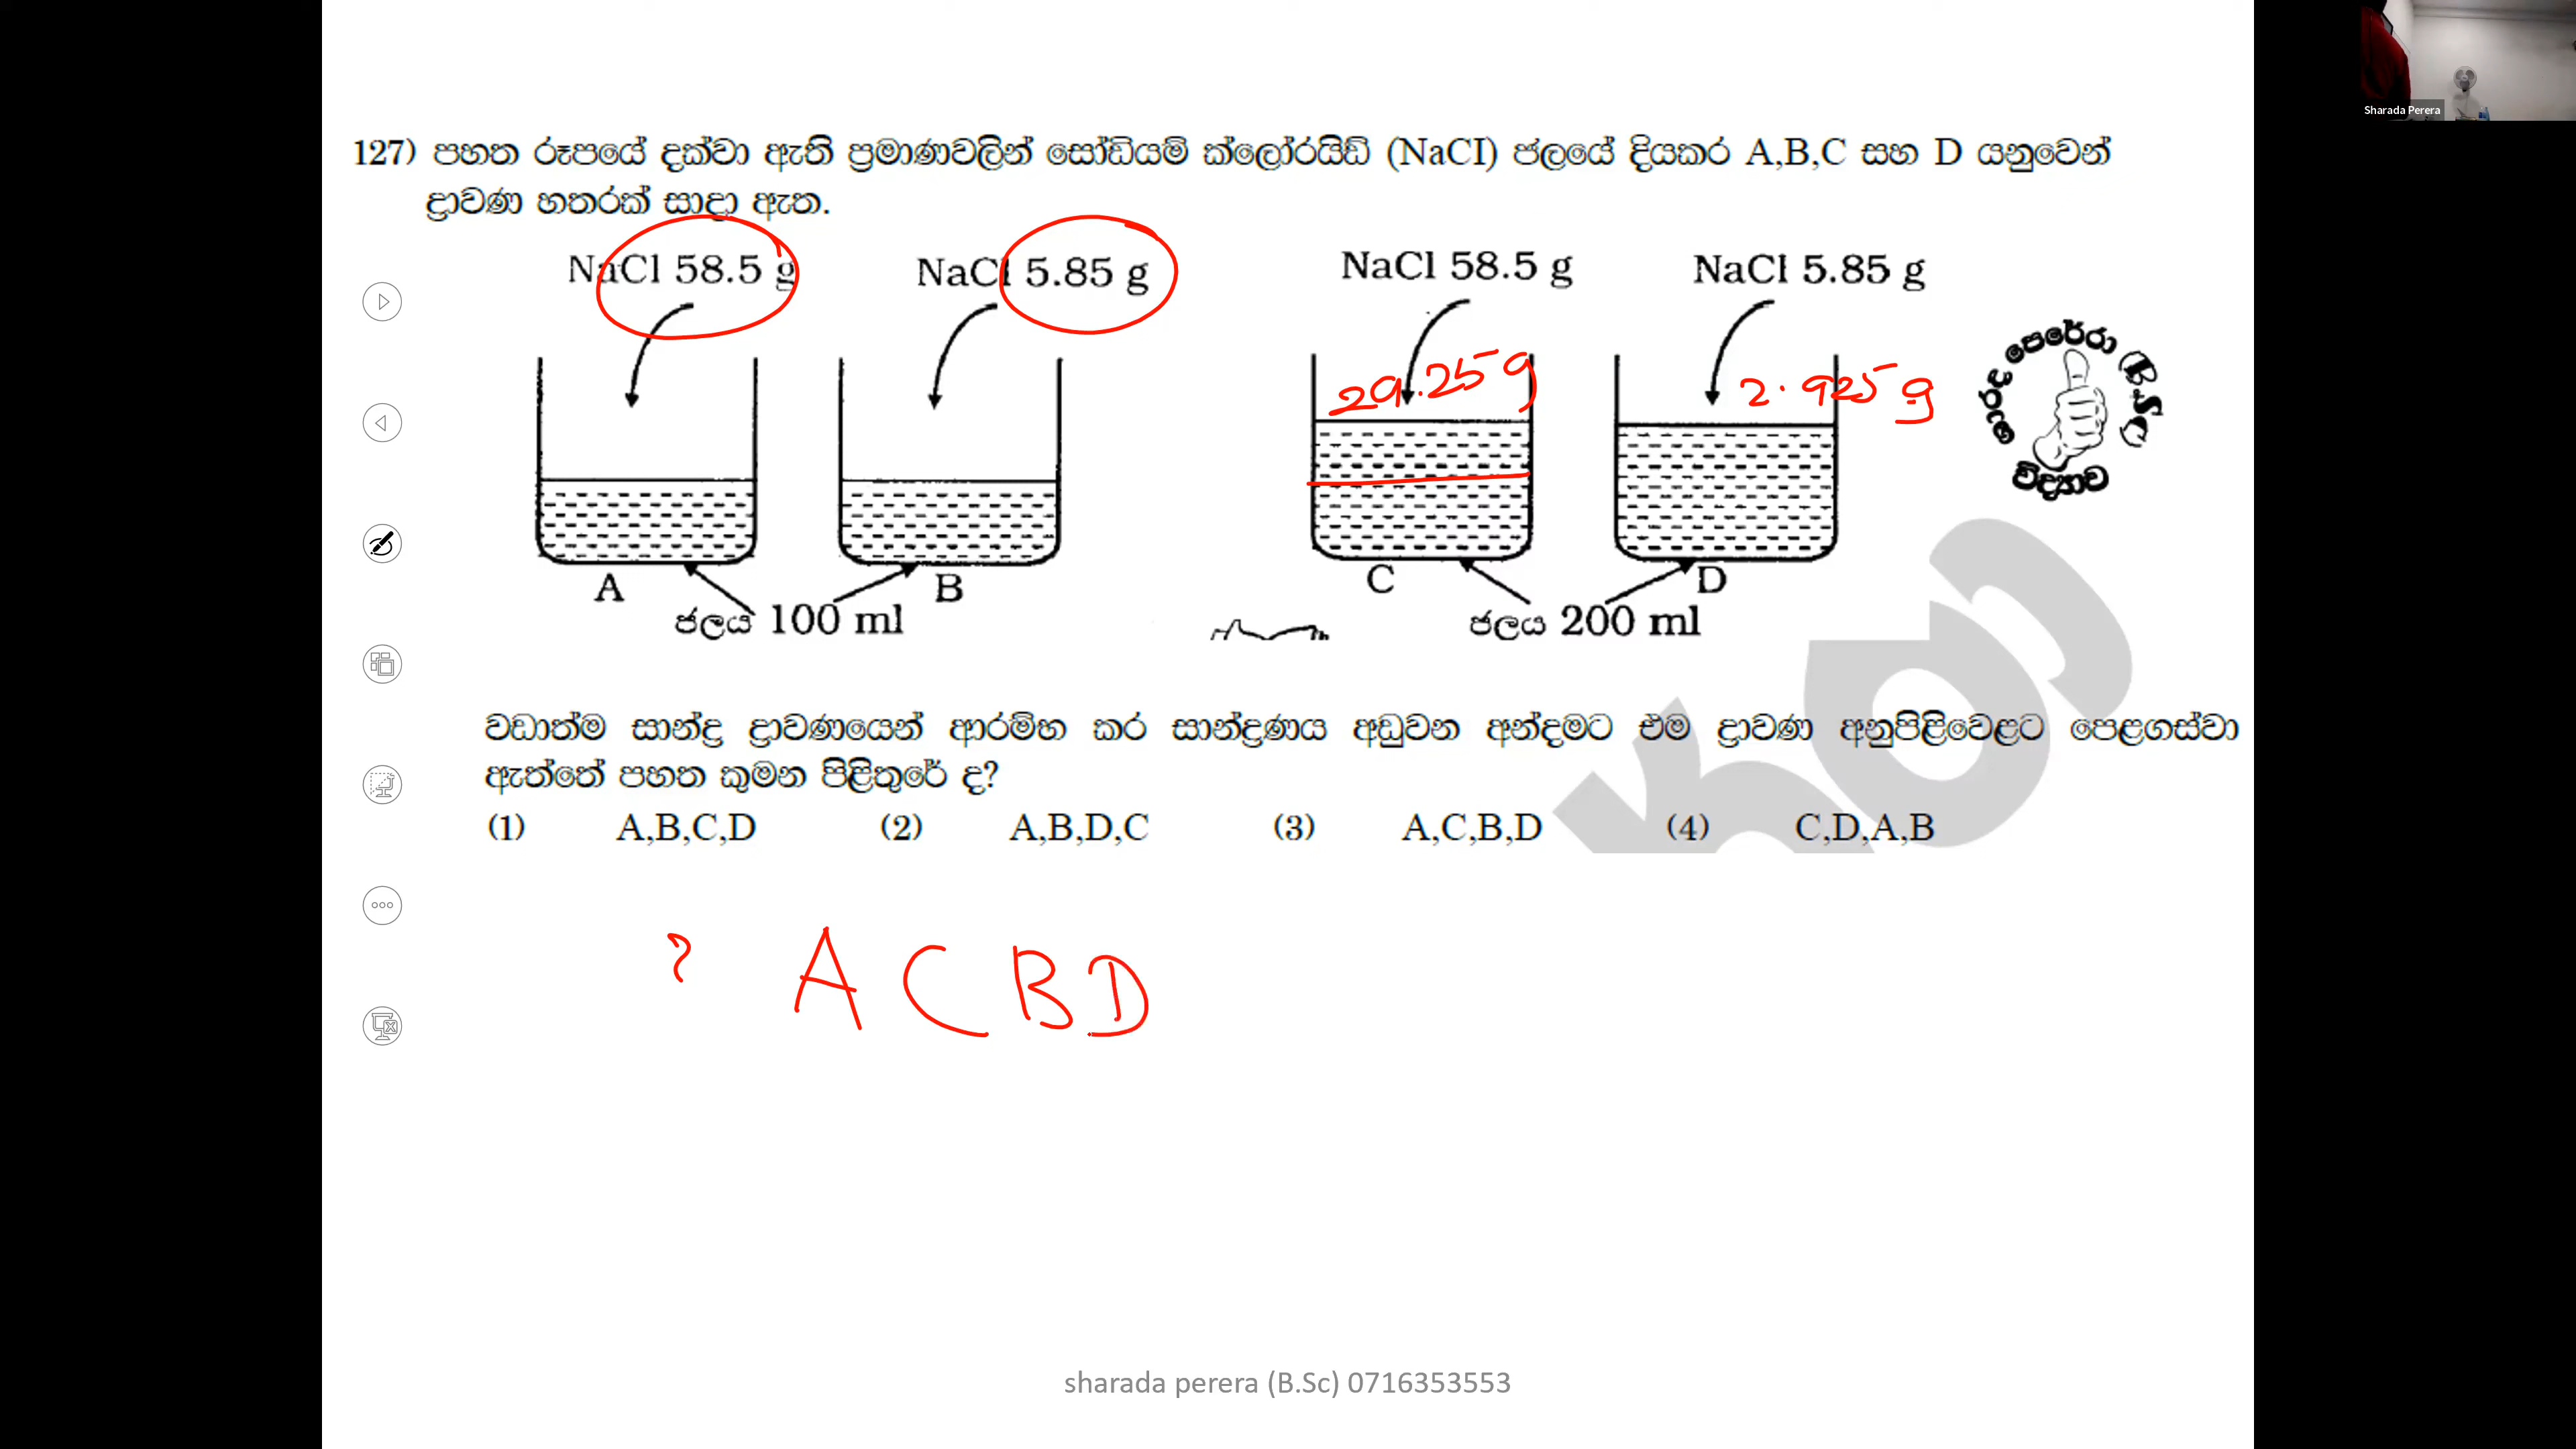 Sharada Perera
127) පහත රූපයේ දක්වා ඇති ප්‍රමාණවලින් සෝඩියම් ක්ලෝරයිඩ් (NaCI) ජලයේ දියකර A,B,C සහ D යනුවෙන්
ද්‍රාවණ හතරක් සාදා ඇත.
NaCl 58.5 g NaCl 5.85 g NaCl 58.5 g NaCl 5.85 g
29.25 g 2.925 g
හරද පෙරේරා (B.Sc)
විද්‍යාව
A B C D
ජලය 100 ml ජලය 200 ml
වඩාත්ම සාන්ද්‍ර ද්‍රාවණයෙන් ආරම්භ කර සාන්ද්‍රණය අඩුවන අන්දමට එම ද්‍රාවණ අනුපිළිවෙළට පෙළගස්වා
ඇත්තේ පහත කුමන පිළිතුරේ ද?
(1) A,B,C,D (2) A,B,D,C (3) A,C,B,D (4) C,D,A,B
? A C B D
sharada perera (B.Sc) 0716353553